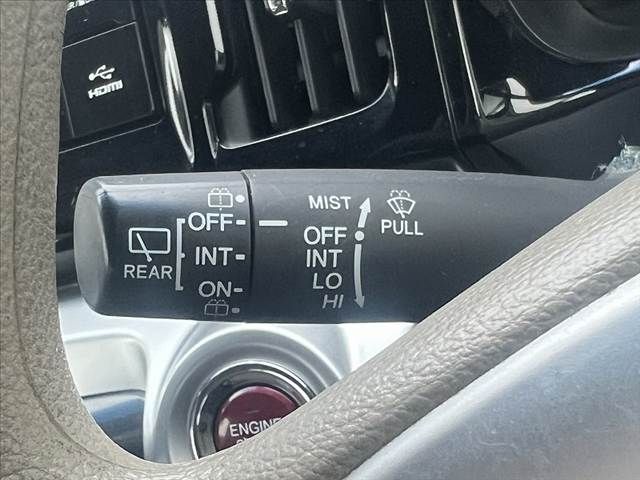 HDMI
MIST
OFF
OFF
PULL
INT
INT
REAR
LO
ON
HI
ENGINE